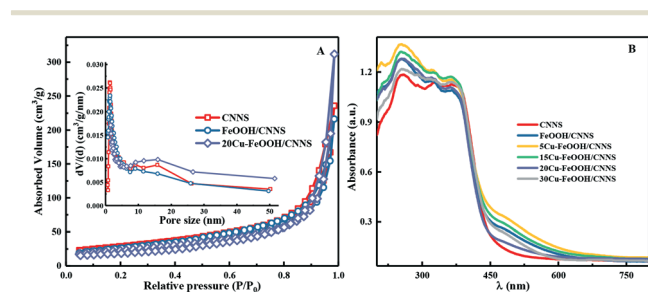 A
Absorbed Volume (cm³/g)
350
300
250
200
150
100
50
0
0.0 0.2 0.4 0.6 0.8 1.0
Relative pressure (P/P₀)
dV/(d) (cm³/g/nm)
0.030
0.025
0.020
0.015
0.010
0.005
0.000
0 10 20 30 40 50
Pore size (nm)
CNNS
FeOOH/CNNS
20Cu-FeOOH/CNNS
B
Absorbance (a.u.)
1.2
0.9
0.6
0.3
300 450 600 750
λ (nm)
CNNS
FeOOH/CNNS
5Cu-FeOOH/CNNS
15Cu-FeOOH/CNNS
20Cu-FeOOH/CNNS
30Cu-FeOOH/CNNS